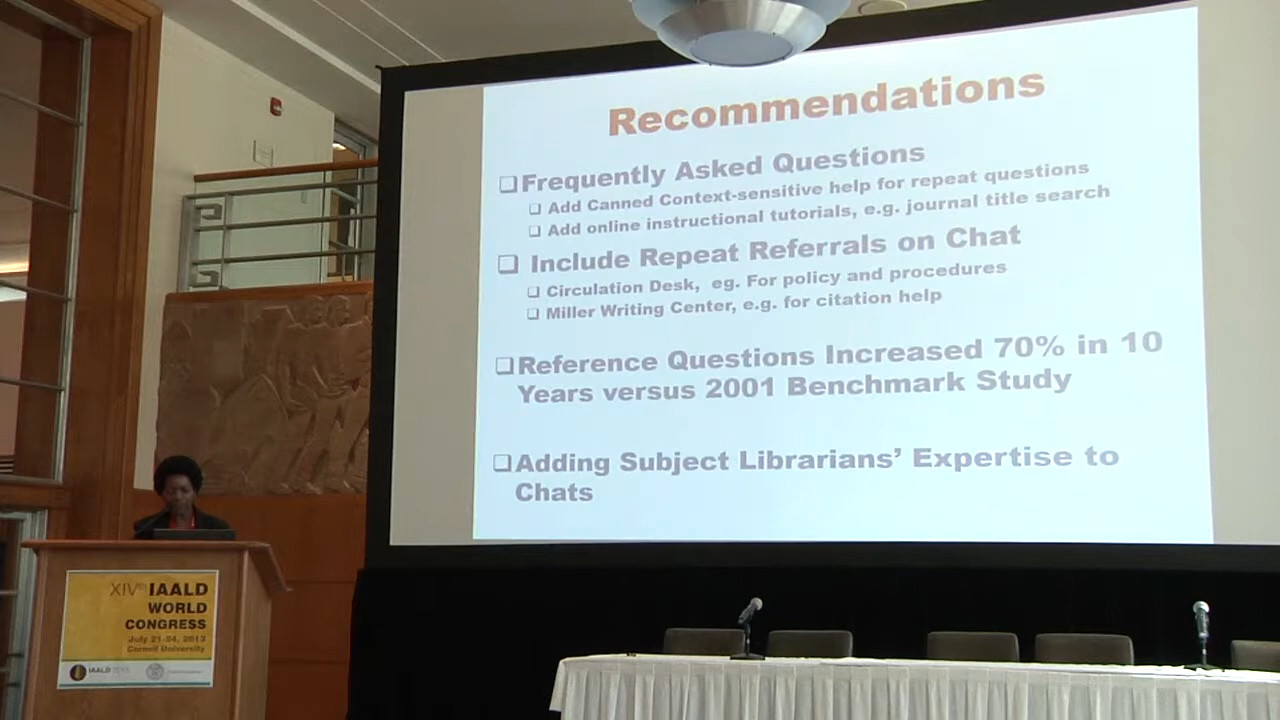 Recommendations
❑Frequently Asked Questions
❑ Add Canned Context-sensitive help for repeat questions
❑ Add online instructional tutorials, e.g. journal title search
❑ Include Repeat Referrals on Chat
❑ Circulation Desk, eg. For policy and procedures
❑ Miller Writing Center, e.g. for citation help
❑Reference Questions Increased 70% in 10
Years versus 2001 Benchmark Study
❑Adding Subject Librarians’ Expertise to
Chats
XIVth IAALD
WORLD
CONGRESS
July 21-24, 2013
Cornell University
IAALD